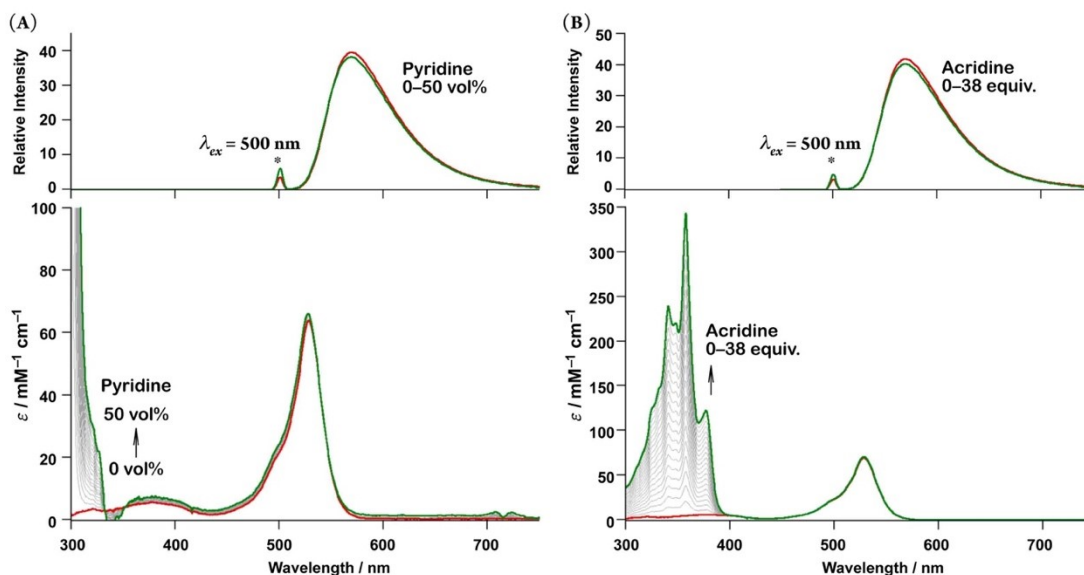 (A)
Relative Intensity
40
30
20
10
0
Pyridine
0–50 vol%
λex = 500 nm
*
ε / mM−1 cm−1
100
80
60
40
20
0
Pyridine
50 vol%
0 vol%
300
400
500
600
700
Wavelength / nm
(B)
Relative Intensity
50
40
30
20
10
0
Acridine
0–38 equiv.
λex = 500 nm
*
ε / mM−1 cm−1
350
300
250
200
150
100
50
0
Acridine
0–38 equiv.
300
400
500
600
700
Wavelength / nm